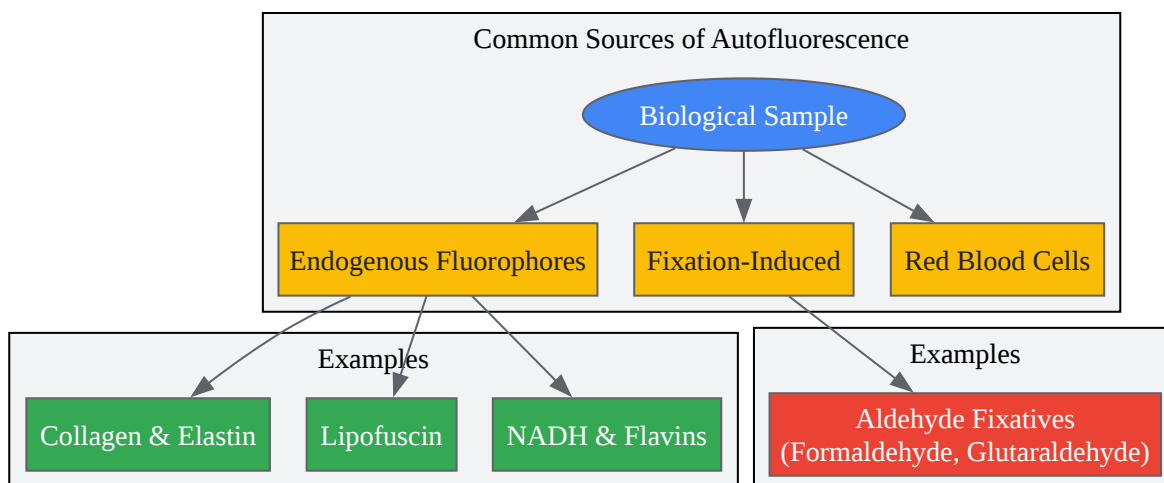 Common Sources of Autofluorescence
Biological Sample
Endogenous Fluorophores
Fixation-Induced
Red Blood Cells
Examples
Collagen & Elastin
Lipofuscin
NADH & Flavins
Examples
Aldehyde Fixatives
(Formaldehyde, Glutaraldehyde)